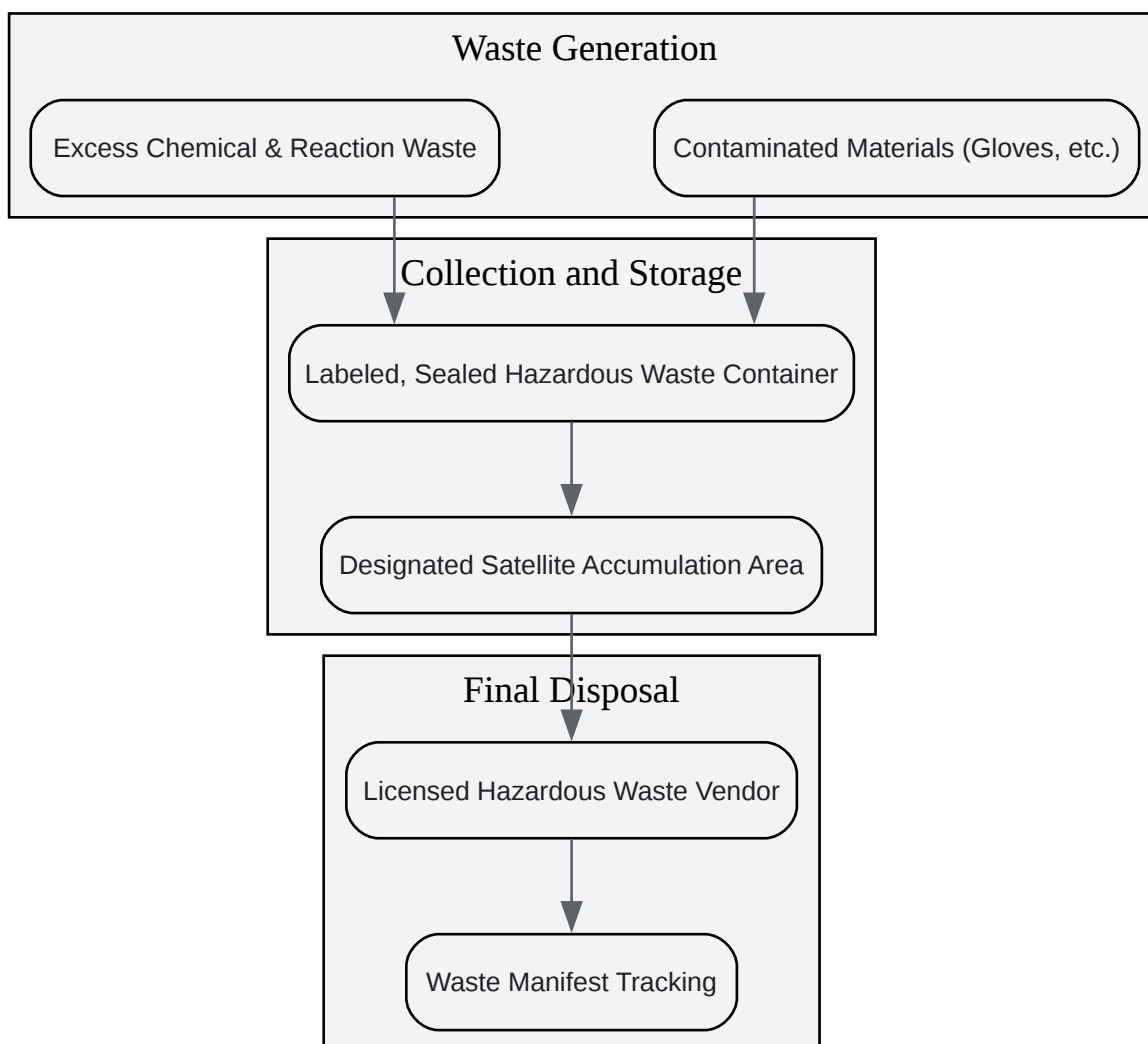 Waste Generation
Excess Chemical & Reaction Waste
Contaminated Materials (Gloves, etc.)
Collection and Storage
Labeled, Sealed Hazardous Waste Container
Designated Satellite Accumulation Area
Final Disposal
Licensed Hazardous Waste Vendor
Waste Manifest Tracking